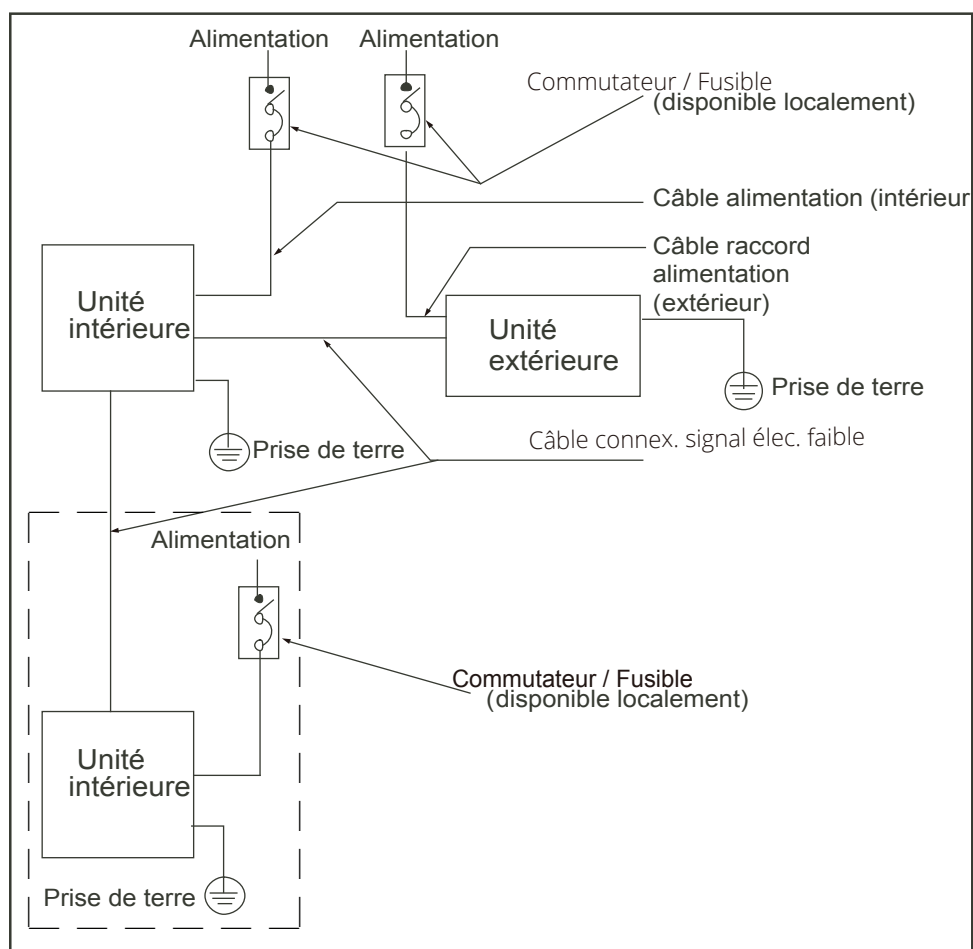 Alimentation
Alimentation
Commutateur / Fusible
(disponible localement)
Câble alimentation (intérieur
Câble raccord
alimentation
(extérieur)
Unité
intérieure
Unité
extérieure
Prise de terre
Prise de terre
Câble connex. signal élec. faible
Alimentation
Commutateur / Fusible
(disponible localement)
Unité
intérieure
Prise de terre